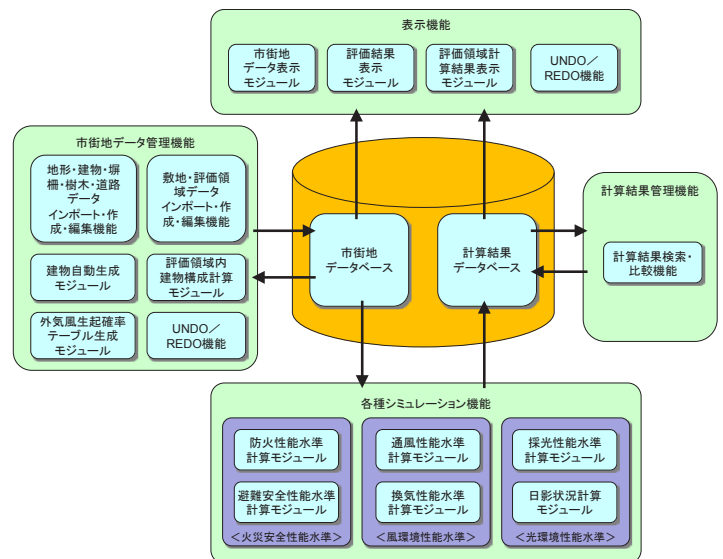 表示機能
市街地
データ表示
モジュール
評価結果
表示
モジュール
評価領域計
算結果表示
モジュール
UNDO／
REDO機能
市街地データ管理機能
地形・建物・塀
柵・樹木・道路
データ
インポート・作
成・編集機能
敷地・評価領
域データ
インポート・作
成・編集機能
建物自動生成
モジュール
評価領域内
建物構成計算
モジュール
外気風生起確率
テーブル生成
モジュール
UNDO／
REDO機能
市街地
データベース
計算結果
データベース
計算結果管理機能
計算結果検索・
比較機能
各種シミュレーション機能
防火性能水準
計算モジュール
避難安全性能水準
計算モジュール
＜火災安全性能水準＞
通風性能水準
計算モジュール
換気性能水準
計算モジュール
＜風環境性能水準＞
採光性能水準
計算モジュール
日影状況計算
モジュール
＜光環境性能水準＞